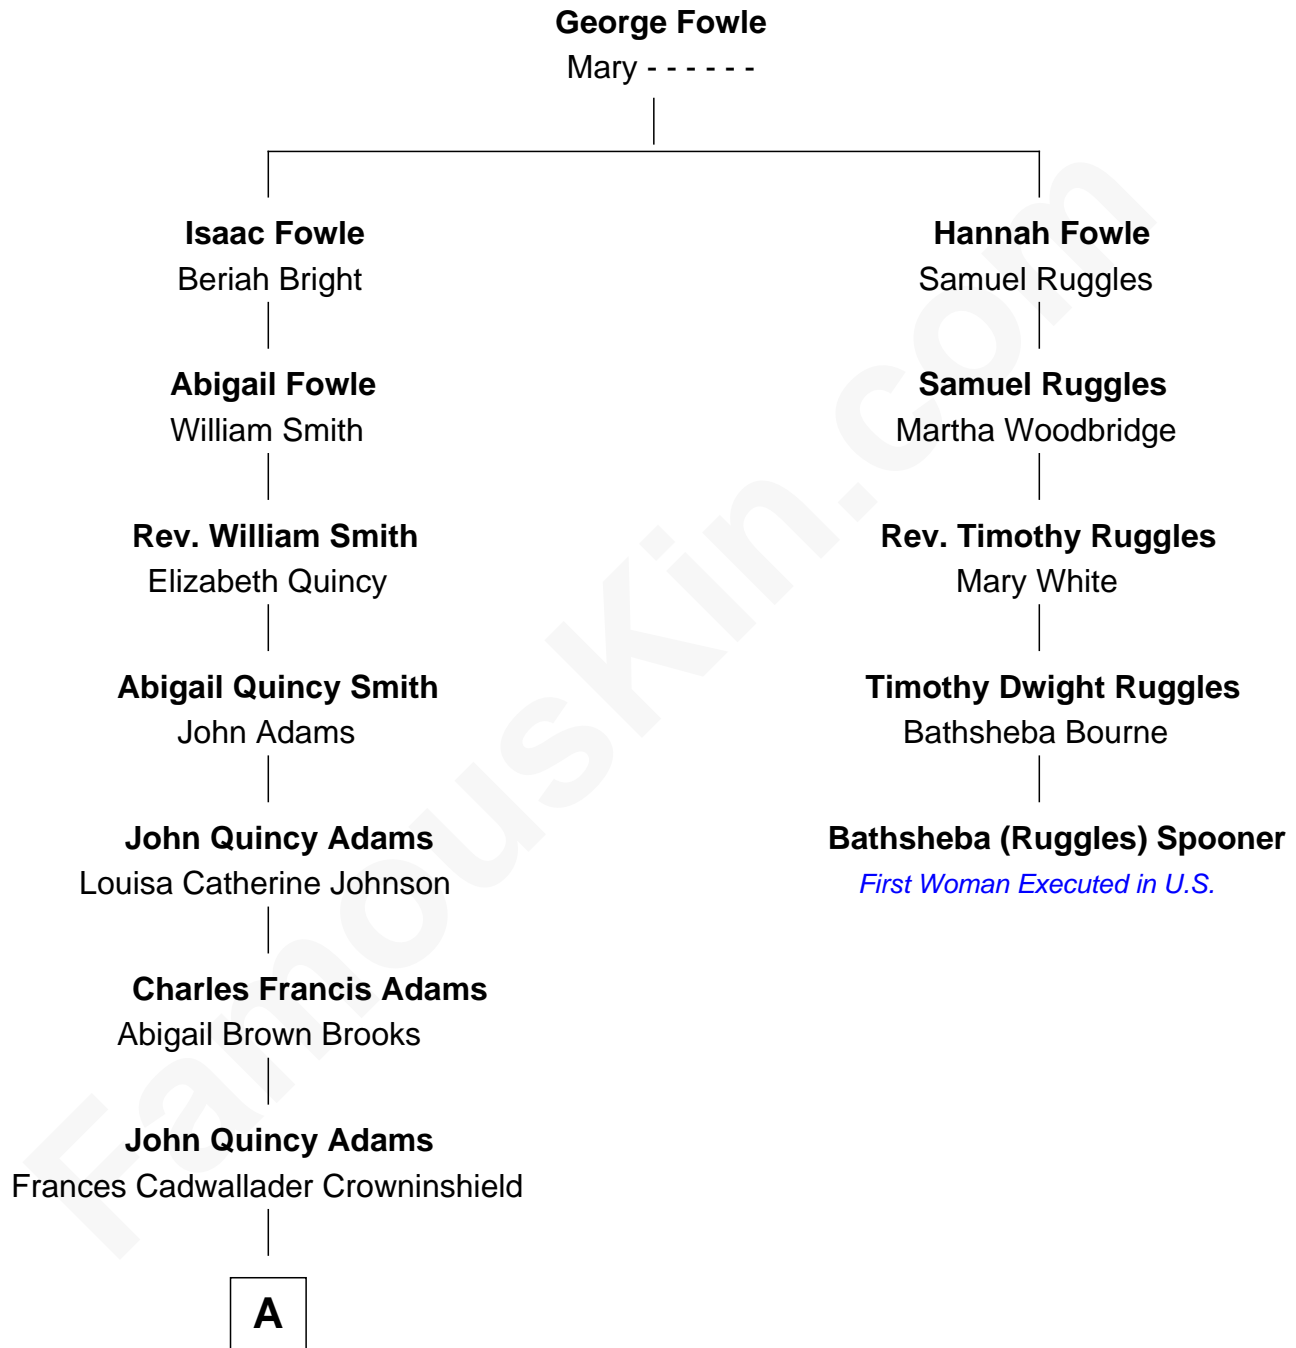 George Fowle
Mary - - - - - -
Isaac Fowle
Beriah Bright
Hannah Fowle
Samuel Ruggles
Abigail Fowle
William Smith
Samuel Ruggles
Martha Woodbridge
Rev. William Smith
Elizabeth Quincy
Rev. Timothy Ruggles
Mary White
Abigail Quincy Smith
John Adams
Timothy Dwight Ruggles
Bathsheba Bourne
John Quincy Adams
Louisa Catherine Johnson
Bathsheba (Ruggles) Spooner
First Woman Executed in U.S.
Charles Francis Adams
Abigail Brown Brooks
John Quincy Adams
Frances Cadwallader Crowninshield
A
FamousKin.com